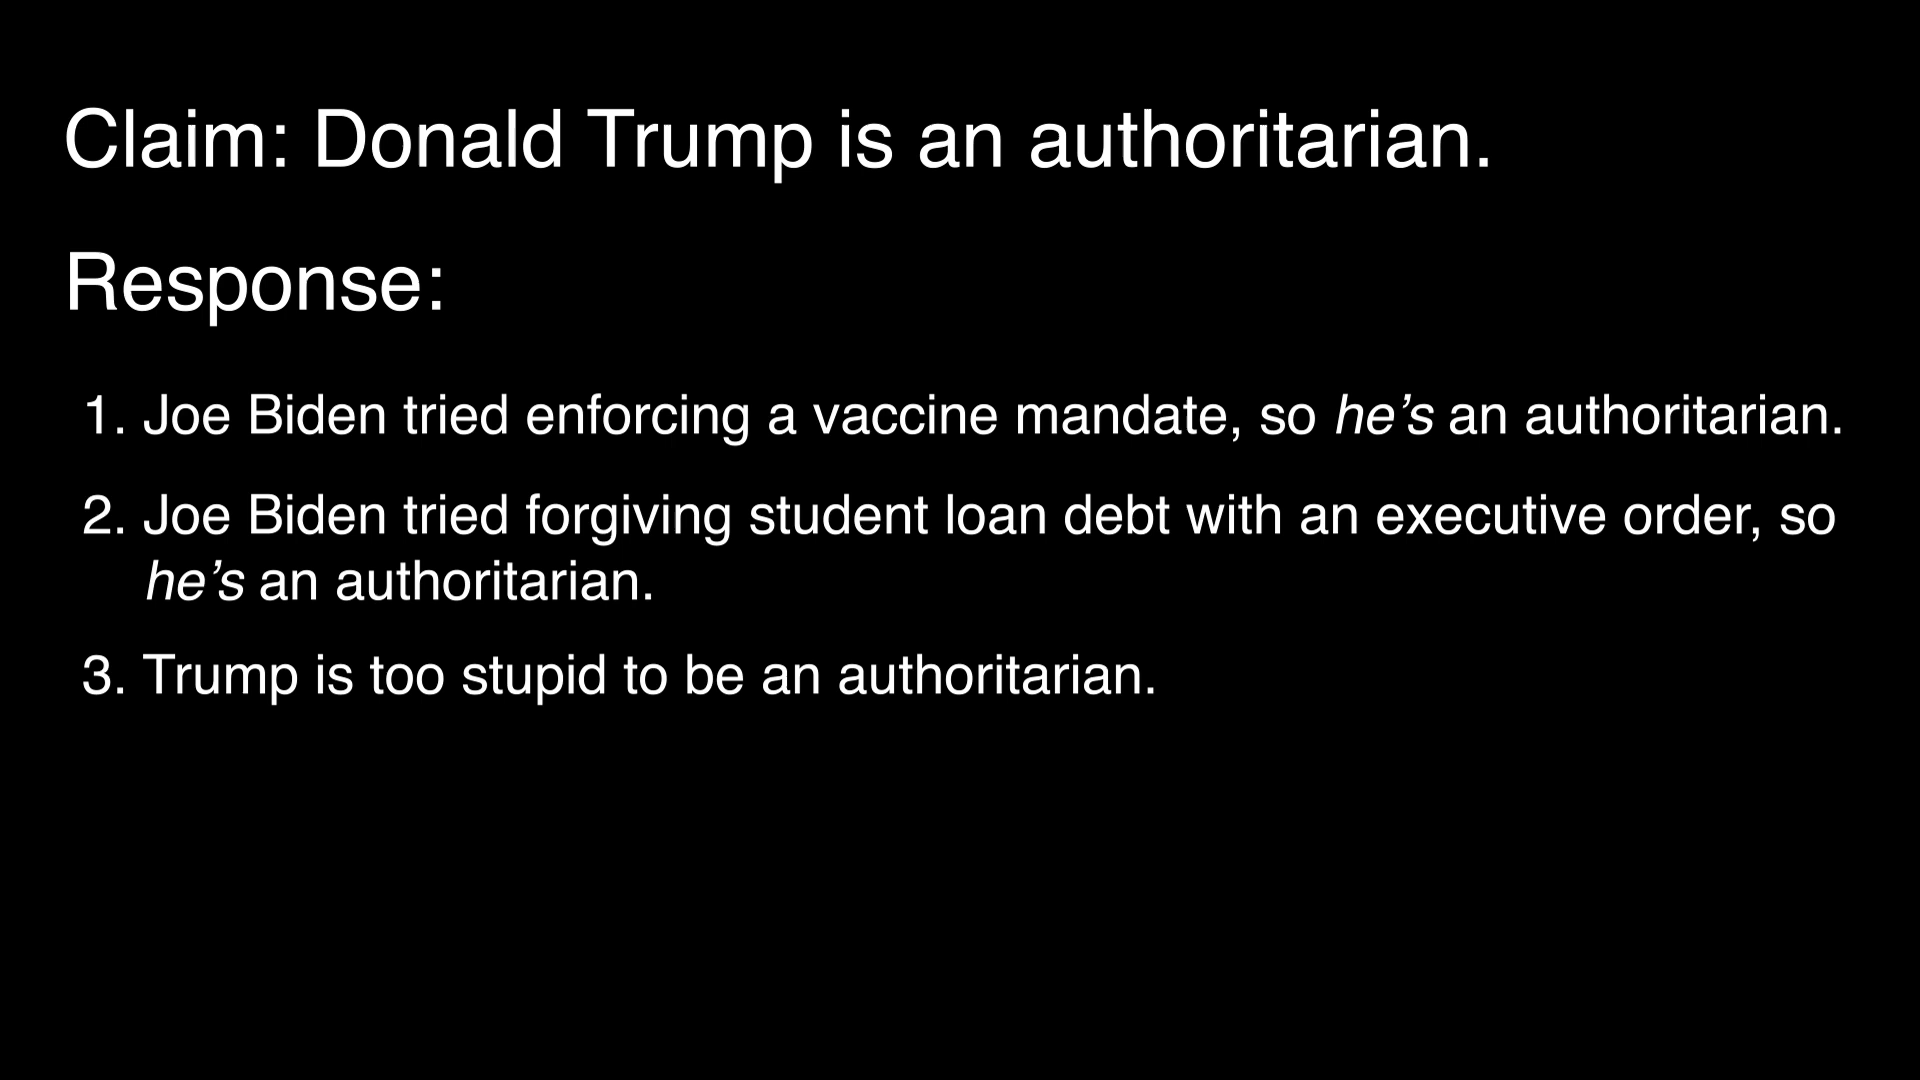 Claim: Donald Trump is an authoritarian.
Response:
1. Joe Biden tried enforcing a vaccine mandate, so he’s an authoritarian.
2. Joe Biden tried forgiving student loan debt with an executive order, so
he’s an authoritarian.
3. Trump is too stupid to be an authoritarian.